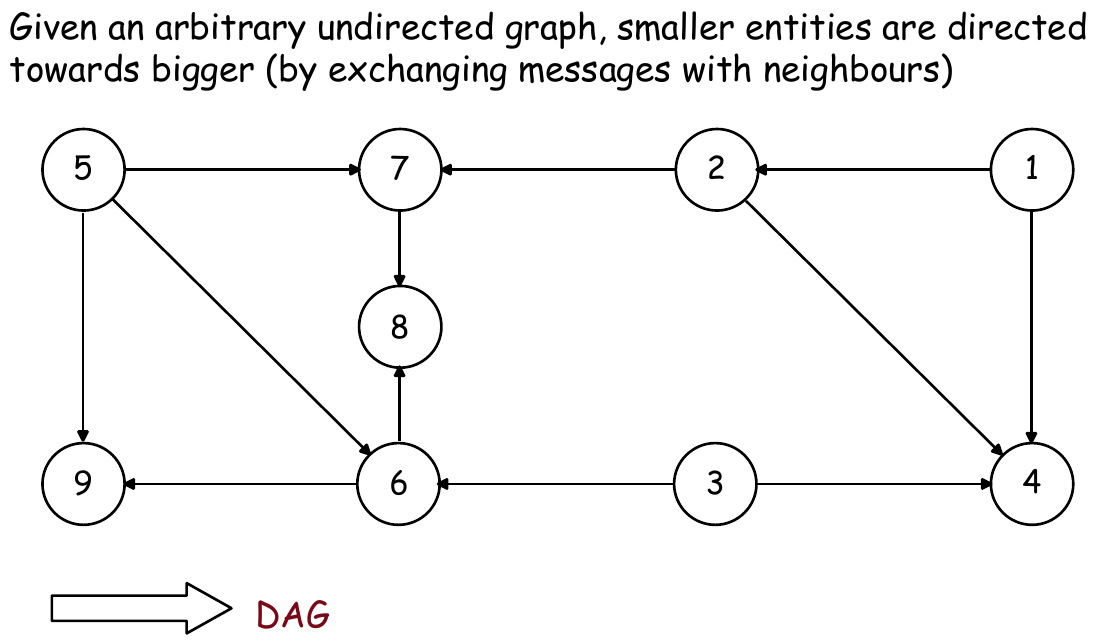 Given an arbitrary undirected graph, smaller entities are directed
towards bigger (by exchanging messages with neighbours)
5 7 2 1
8
9 6 3 4
DAG